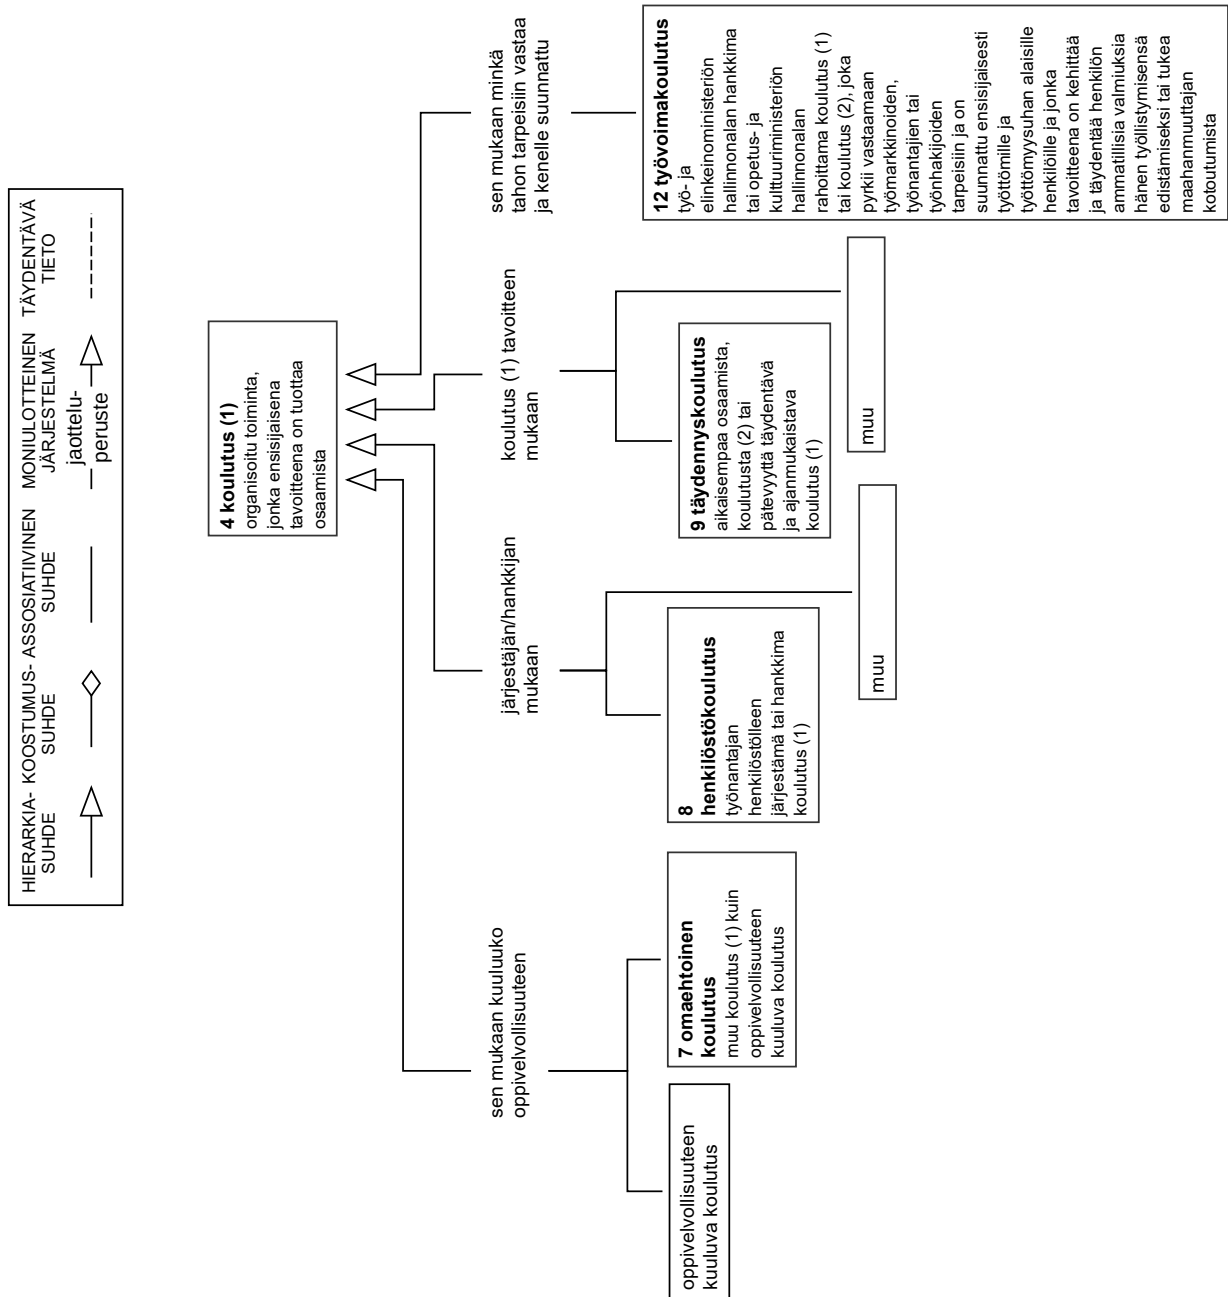 HIERARKIA-
SUHDE
KOOSTUMUS-
SUHDE
ASSOSIATIIVINEN
SUHDE
MONIULOTTEINEN
JÄRJESTELMÄ
jaottelu-
peruste
TÄYDENTÄVÄ
TIETO
4 koulutus (1)
organisoitu toiminta,
jonka ensisijaisena
tavoitteena on tuottaa
osaamista
sen mukaan kuuluuko
oppivelvollisuuteen
järjestäjän/hankkijan
mukaan
koulutus (1) tavoitteen
mukaan
sen mukaan minkä
tahon tarpeisiin vastaa
ja kenelle suunnattu
oppivelvollisuuteen
kuuluva koulutus
7 omaehtoinen
koulutus
muu koulutus (1) kuin
oppivelvollisuuteen
kuuluva koulutus
8
henkilöstökoulutus
työnantajan
henkilöstölleen
järjestämä tai hankkima
koulutus (1)
muu
9 täydennyskoulutus
aikaisempaa osaamista,
koulutusta (2) tai
pätevyyttä täydentävä
ja ajanmukaistava
koulutus (1)
muu
12 työvoimakoulutus
työ- ja
elinkeinoministeriön
hallinnonalan hankkima
tai opetus- ja
kulttuuriministeriön
hallinnonalan
rahoittama koulutus (1)
tai koulutus (2), joka
pyrkii vastaamaan
työmarkkinoiden,
työnantajien tai
työnhakijoiden
tarpeisiin ja on
suunnattu ensisijaisesti
työttömille ja
työttömyysuhan alaisille
henkilöille ja jonka
tavoitteena on kehittää
ja täydentää henkilön
ammatillisia valmiuksia
hänen työllistymisensä
edistämiseksi tai tukea
maahanmuuttajan
kotoutumista